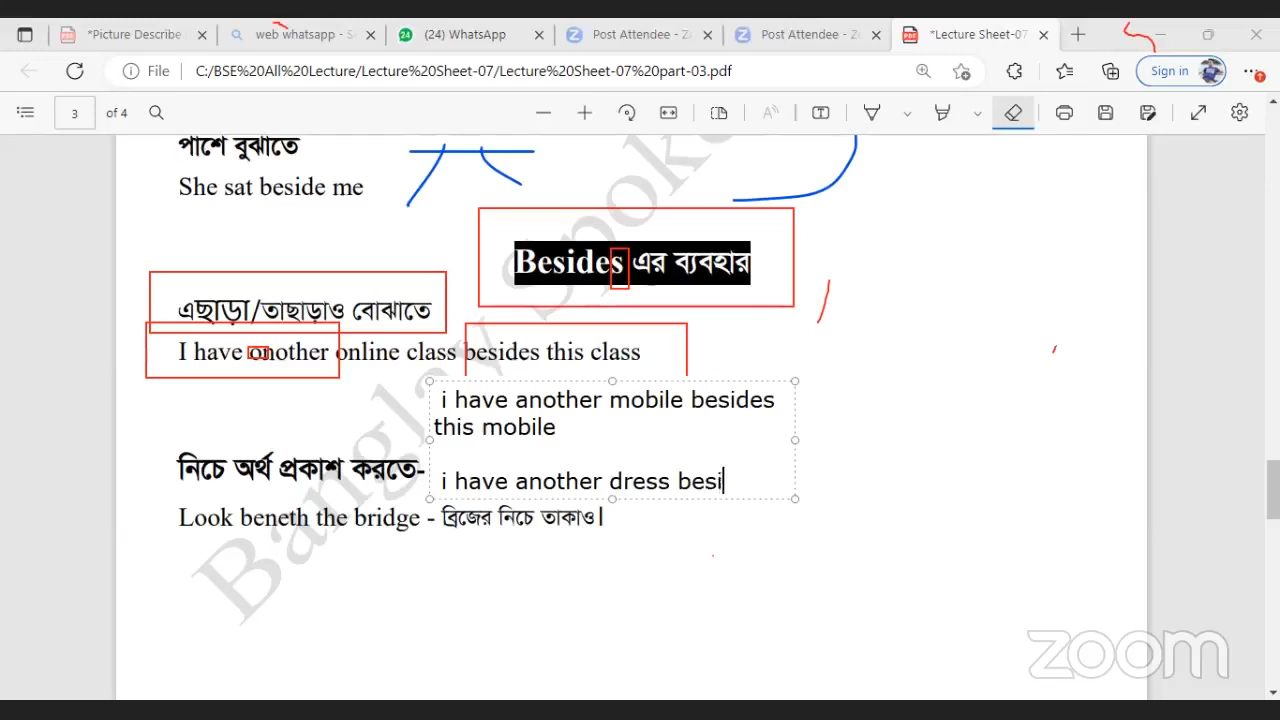 *Picture Describe
web whatsapp - S
24
(24) WhatsApp
Post Attendee - Z
Post Attendee - Z
*Lecture Sheet-07
File
C:/BSE%20All%20Lecture/Lecture%20Sheet-07/Lecture%20Sheet-07%20part-03.pdf
Sign in
3 of 4
পাশে বুঝাতে
She sat beside me
Besides এর ব্যবহার
এছাড়া/তাছাড়াও বোঝাতে
I have onother online class besides this class
i have another mobile besides
this mobile
i have another dress besi
নিচে অর্থ প্রকাশ করতে-
Look beneth the bridge - ব্রিজের নিচে তাকাও।
zoom